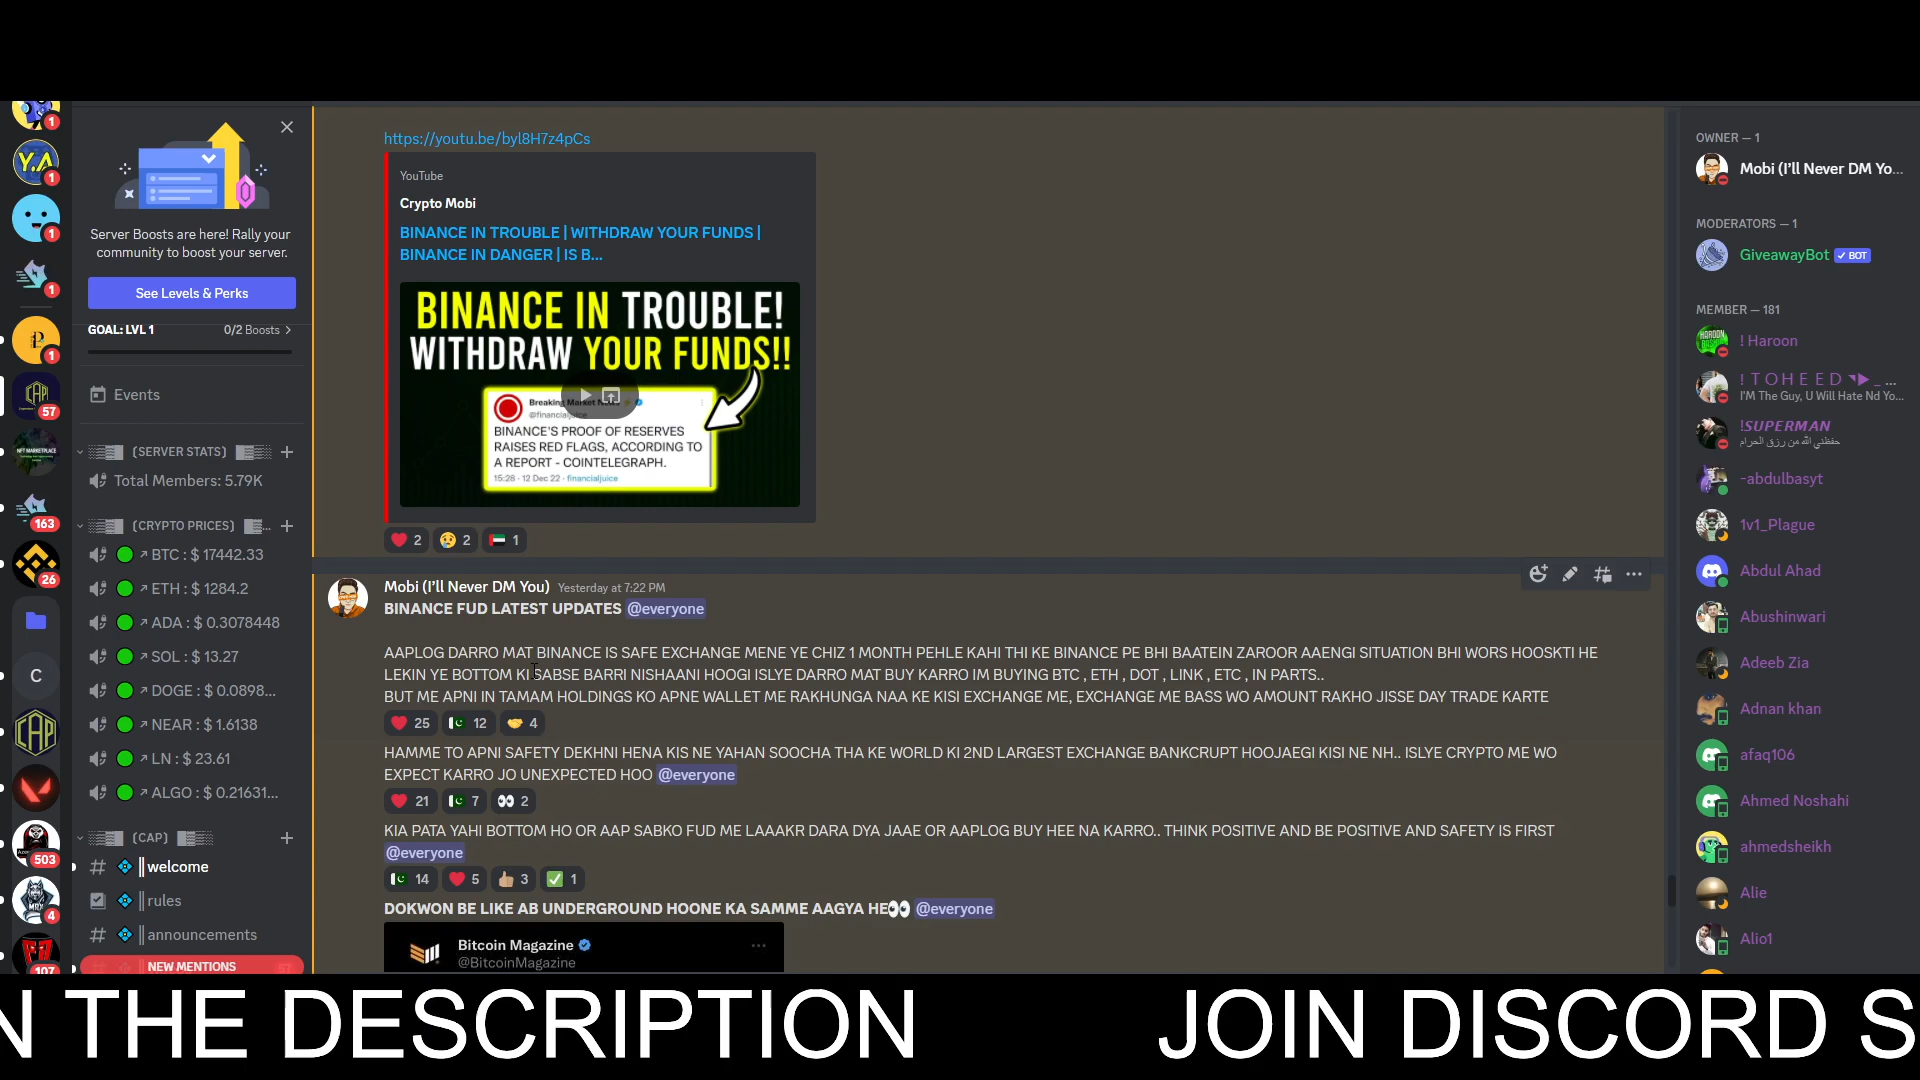 1
Y.A
1
1
1
1
CAP
57
NFT MARKETPLACE
163
26
C
CAP
503
4
107
Server Boosts are here! Rally your
community to boost your server.
See Levels & Perks
GOAL: LVL 1 0/2 Boosts >
Events
(SERVER STATS)
Total Members: 5.79K
(CRYPTO PRICES)
BTC : $ 17442.33
ETH : $ 1284.2
ADA : $ 0.3078448
SOL : $ 13.27
DOGE : $ 0.0898...
NEAR : $ 1.6138
LN : $ 23.61
ALGO : $ 0.21631...
(CAP)
# ║welcome
║rules
# ║announcements
NEW MENTIONS 57
https://youtu.be/byl8H7z4pCs
YouTube
Crypto Mobi
BINANCE IN TROUBLE | WITHDRAW YOUR FUNDS |
BINANCE IN DANGER | IS B...
BINANCE IN TROUBLE!
WITHDRAW YOUR FUNDS!!
Breaking Market News
@financialjuice
BINANCE'S PROOF OF RESERVES
RAISES RED FLAGS, ACCORDING TO
A REPORT - COINTELEGRAPH.
15:28 · 12 Dec 22 · financialjuice
❤️ 2 😢 2 🇦🇪 1
Mobi (I'll Never DM You) Yesterday at 7:22 PM
BINANCE FUD LATEST UPDATES @everyone
AAPLOG DARRO MAT BINANCE IS SAFE EXCHANGE MENE YE CHIZ 1 MONTH PEHLE KAHI THI KE BINANCE PE BHI BAATEIN ZAROOR AAENGI SITUATION BHI WORS HOOSKTI HE
LEKIN YE BOTTOM KI SABSE BARRI NISHAANI HOOGI ISLYE DARRO MAT BUY KARRO IM BUYING BTC , ETH , DOT , LINK , ETC , IN PARTS..
BUT ME APNI IN TAMAM HOLDINGS KO APNE WALLET ME RAKHUNGA NAA KE KISI EXCHANGE ME, EXCHANGE ME BASS WO AMOUNT RAKHO JISSE DAY TRADE KARTE
❤️ 25 🇵🇰 12 🤝 4
HAMME TO APNI SAFETY DEKHNI HENA KIS NE YAHAN SOOCHA THA KE WORLD KI 2ND LARGEST EXCHANGE BANKCRUPT HOOJAEGI KISI NE NH.. ISLYE CRYPTO ME WO
EXPECT KARRO JO UNEXPECTED HOO @everyone
❤️ 21 🇵🇰 7 👀 2
KIA PATA YAHI BOTTOM HO OR AAP SABKO FUD ME LAAAKR DARA DYA JAAE OR AAPLOG BUY HEE NA KARRO.. THINK POSITIVE AND BE POSITIVE AND SAFETY IS FIRST
@everyone
🇵🇰 14 ❤️ 5 👍🏼 3 ✅ 1
DOKWON BE LIKE AB UNDERGROUND HOONE KA SAMME AAGYA HE👀 @everyone
Bitcoin Magazine
@BitcoinMagazine
OWNER — 1
Mobi (I'll Never DM Yo...
MODERATORS — 1
GiveawayBot ✓ BOT
MEMBER — 181
! Haroon
! T O H E E D ◥▶ _ ...
I'M The Guy, U Will Hate Nd Yo...
!SUPERMAN
حفظني الله من رزق الحرام
-abdulbasyt
1v1_Plague
Abdul Ahad
Abushinwari
Adeeb Zia
Adnan khan
afaq106
Ahmed Noshahi
ahmedsheikh
Alie
Alio1
N THE DESCRIPTION JOIN DISCORD S